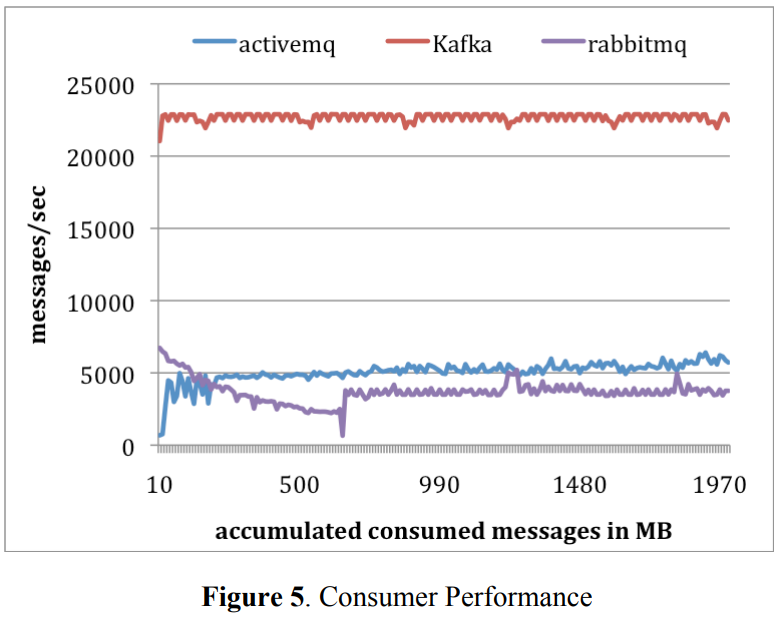 activemq Kafka rabbitmq
25000
20000
15000
10000
5000
0
messages/sec
10 500 990 1480 1970
accumulated consumed messages in MB
Figure 5. Consumer Performance